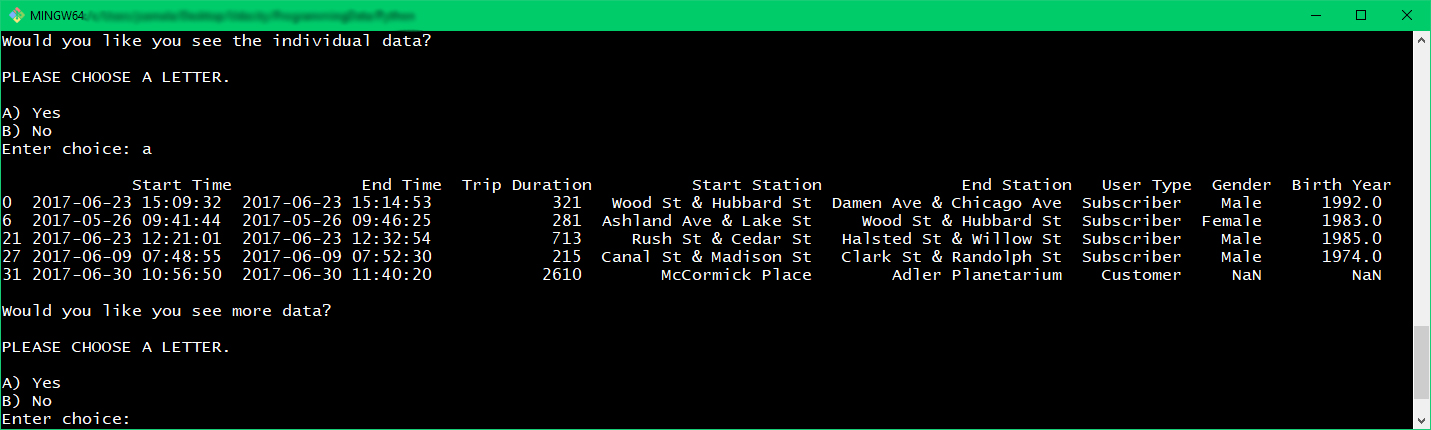 MINGW64:
Would you like you see the individual data?
PLEASE CHOOSE A LETTER.
A) Yes
B) No
Enter choice: a
Start Time End Time Trip Duration Start Station End Station User Type Gender Birth Year
0 2017-06-23 15:09:32 2017-06-23 15:14:53 321 Wood St & Hubbard St Damen Ave & Chicago Ave Subscriber Male 1992.0
6 2017-05-26 09:41:44 2017-05-26 09:46:25 281 Ashland Ave & Lake St Wood St & Hubbard St Subscriber Female 1983.0
21 2017-06-23 12:21:01 2017-06-23 12:32:54 713 Rush St & Cedar St Halsted St & Willow St Subscriber Male 1985.0
27 2017-06-09 07:48:55 2017-06-09 07:52:30 215 Canal St & Madison St Clark St & Randolph St Subscriber Male 1974.0
31 2017-06-30 10:56:50 2017-06-30 11:40:20 2610 McCormick Place Adler Planetarium Customer NaN NaN
Would you like you see more data?
PLEASE CHOOSE A LETTER.
A) Yes
B) No
Enter choice: